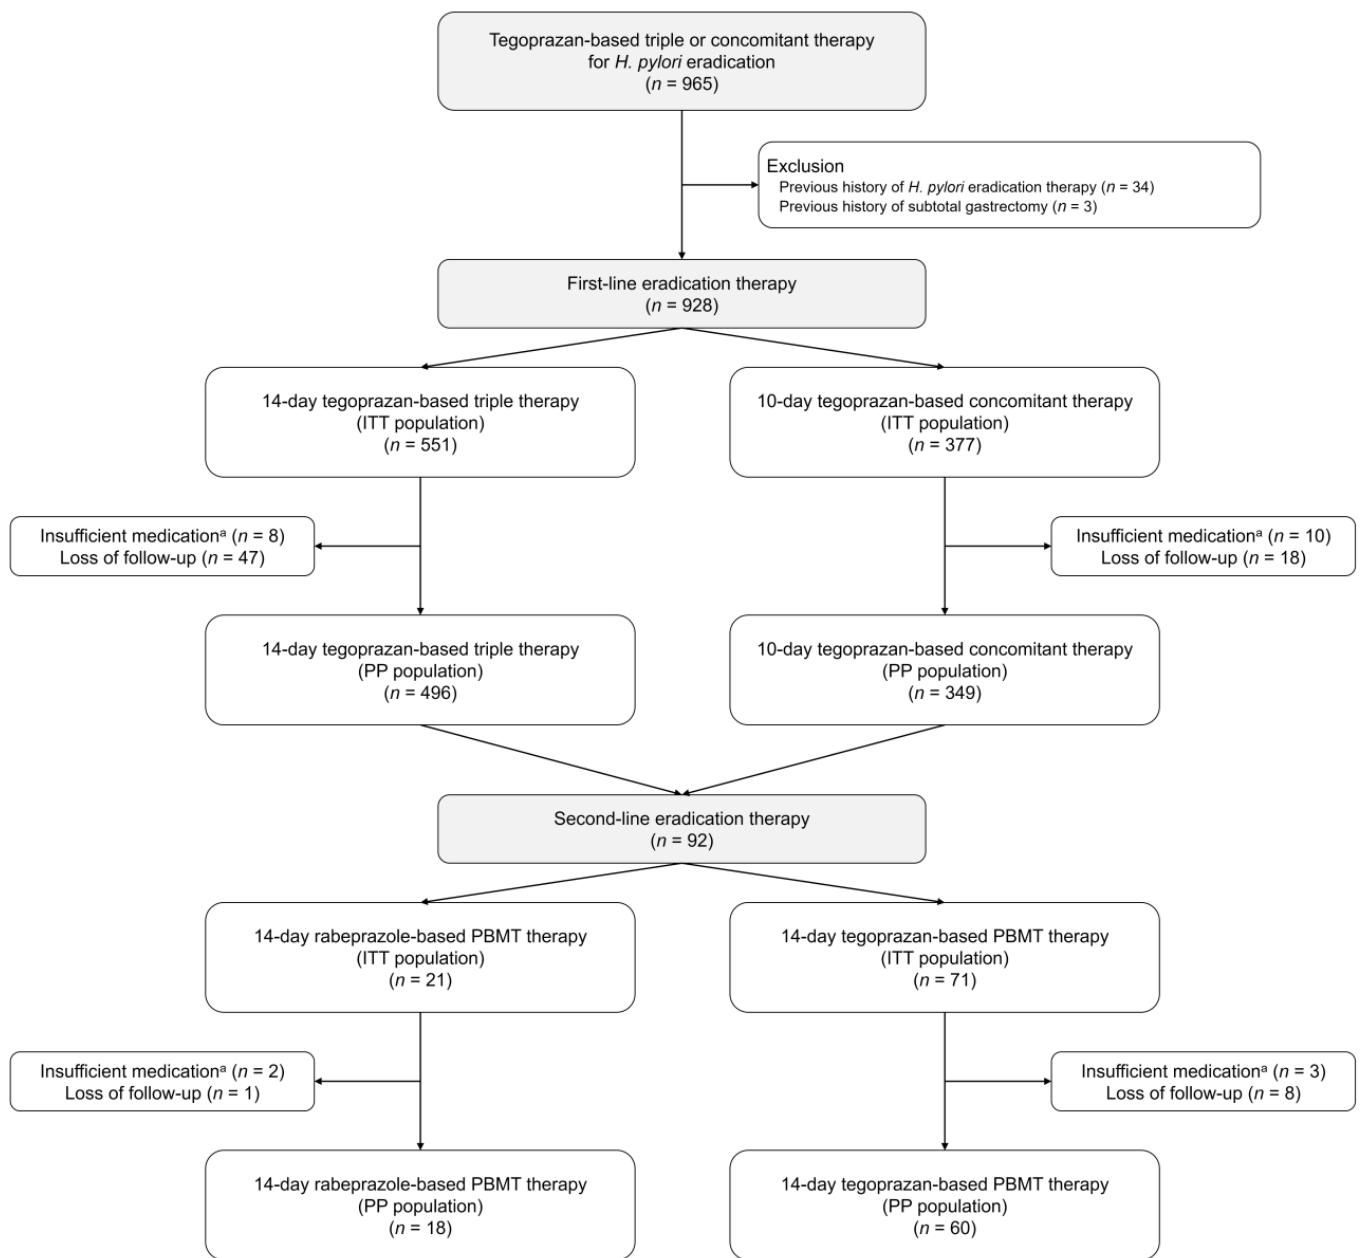 Tegoprazan-based triple or concomitant therapy
for H. pylori eradication
(n = 965)
Exclusion
Previous history of H. pylori eradication therapy (n = 34)
Previous history of subtotal gastrectomy (n = 3)
First-line eradication therapy
(n = 928)
14-day tegoprazan-based triple therapy
(ITT population)
(n = 551)
10-day tegoprazan-based concomitant therapy
(ITT population)
(n = 377)
Insufficient medicationᵃ (n = 8)
Loss of follow-up (n = 47)
Insufficient medicationᵃ (n = 10)
Loss of follow-up (n = 18)
14-day tegoprazan-based triple therapy
(PP population)
(n = 496)
10-day tegoprazan-based concomitant therapy
(PP population)
(n = 349)
Second-line eradication therapy
(n = 92)
14-day rabeprazole-based PBMT therapy
(ITT population)
(n = 21)
14-day tegoprazan-based PBMT therapy
(ITT population)
(n = 71)
Insufficient medicationᵃ (n = 2)
Loss of follow-up (n = 1)
Insufficient medicationᵃ (n = 3)
Loss of follow-up (n = 8)
14-day rabeprazole-based PBMT therapy
(PP population)
(n = 18)
14-day tegoprazan-based PBMT therapy
(PP population)
(n = 60)